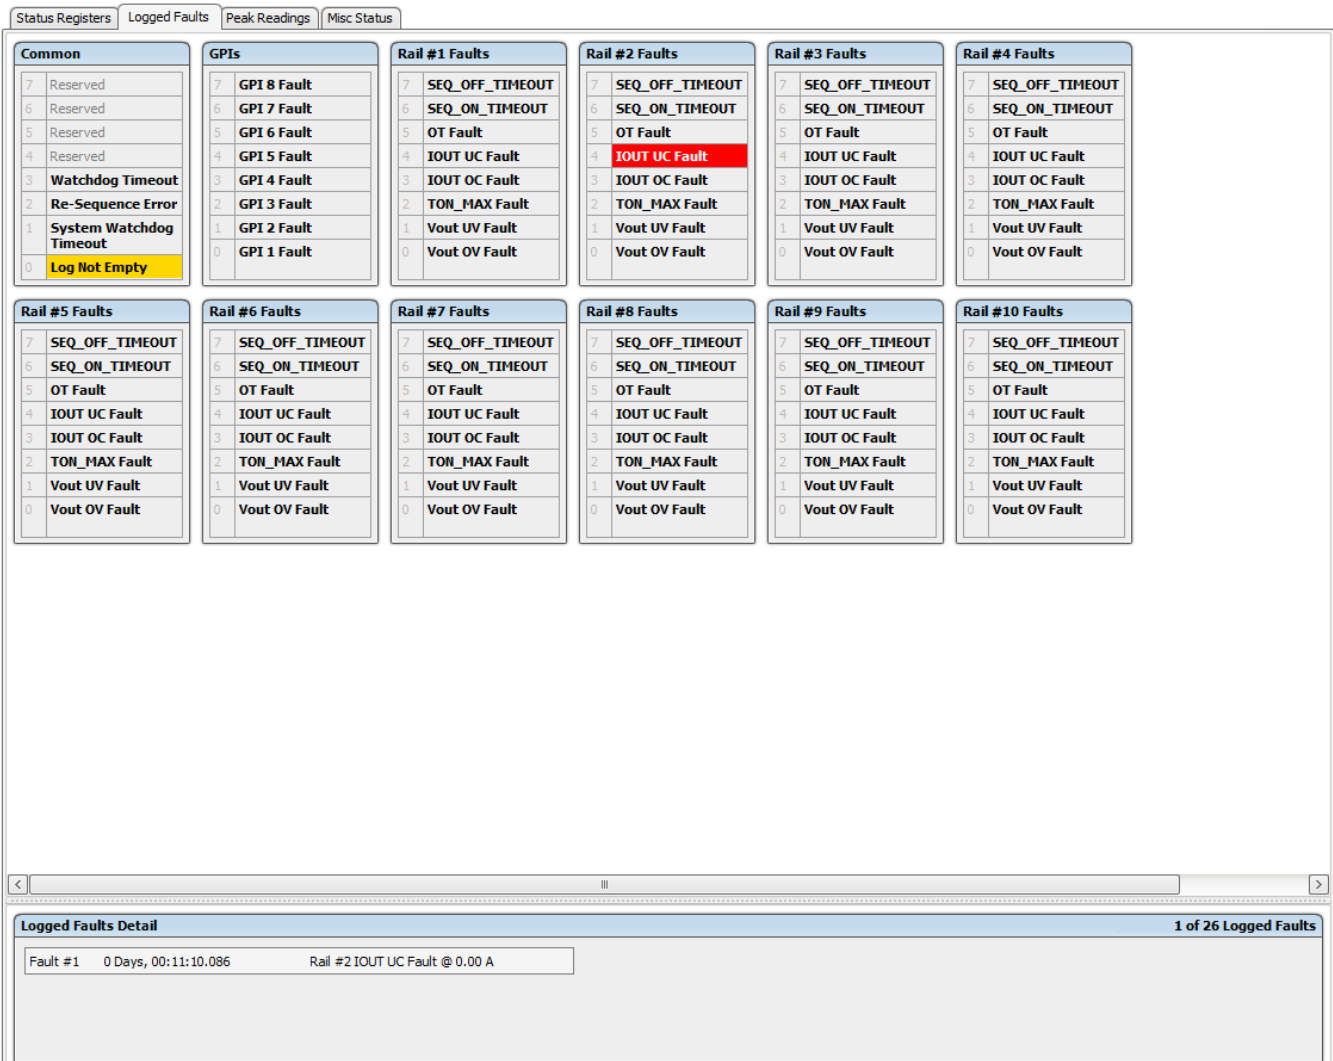 Status Registers Logged Faults Peak Readings Misc Status
Common
7 Reserved
6 Reserved
5 Reserved
4 Reserved
3 Watchdog Timeout
2 Re-Sequence Error
1 System Watchdog
Timeout
0 Log Not Empty
GPIs
7 GPI 8 Fault
6 GPI 7 Fault
5 GPI 6 Fault
4 GPI 5 Fault
3 GPI 4 Fault
2 GPI 3 Fault
1 GPI 2 Fault
0 GPI 1 Fault
Rail #1 Faults
7 SEQ_OFF_TIMEOUT
6 SEQ_ON_TIMEOUT
5 OT Fault
4 IOUT UC Fault
3 IOUT OC Fault
2 TON_MAX Fault
1 Vout UV Fault
0 Vout OV Fault
Rail #2 Faults
7 SEQ_OFF_TIMEOUT
6 SEQ_ON_TIMEOUT
5 OT Fault
4 IOUT UC Fault
3 IOUT OC Fault
2 TON_MAX Fault
1 Vout UV Fault
0 Vout OV Fault
Rail #3 Faults
7 SEQ_OFF_TIMEOUT
6 SEQ_ON_TIMEOUT
5 OT Fault
4 IOUT UC Fault
3 IOUT OC Fault
2 TON_MAX Fault
1 Vout UV Fault
0 Vout OV Fault
Rail #4 Faults
7 SEQ_OFF_TIMEOUT
6 SEQ_ON_TIMEOUT
5 OT Fault
4 IOUT UC Fault
3 IOUT OC Fault
2 TON_MAX Fault
1 Vout UV Fault
0 Vout OV Fault
Rail #5 Faults
7 SEQ_OFF_TIMEOUT
6 SEQ_ON_TIMEOUT
5 OT Fault
4 IOUT UC Fault
3 IOUT OC Fault
2 TON_MAX Fault
1 Vout UV Fault
0 Vout OV Fault
Rail #6 Faults
7 SEQ_OFF_TIMEOUT
6 SEQ_ON_TIMEOUT
5 OT Fault
4 IOUT UC Fault
3 IOUT OC Fault
2 TON_MAX Fault
1 Vout UV Fault
0 Vout OV Fault
Rail #7 Faults
7 SEQ_OFF_TIMEOUT
6 SEQ_ON_TIMEOUT
5 OT Fault
4 IOUT UC Fault
3 IOUT OC Fault
2 TON_MAX Fault
1 Vout UV Fault
0 Vout OV Fault
Rail #8 Faults
7 SEQ_OFF_TIMEOUT
6 SEQ_ON_TIMEOUT
5 OT Fault
4 IOUT UC Fault
3 IOUT OC Fault
2 TON_MAX Fault
1 Vout UV Fault
0 Vout OV Fault
Rail #9 Faults
7 SEQ_OFF_TIMEOUT
6 SEQ_ON_TIMEOUT
5 OT Fault
4 IOUT UC Fault
3 IOUT OC Fault
2 TON_MAX Fault
1 Vout UV Fault
0 Vout OV Fault
Rail #10 Faults
7 SEQ_OFF_TIMEOUT
6 SEQ_ON_TIMEOUT
5 OT Fault
4 IOUT UC Fault
3 IOUT OC Fault
2 TON_MAX Fault
1 Vout UV Fault
0 Vout OV Fault
Logged Faults Detail 1 of 26 Logged Faults
Fault #1 0 Days, 00:11:10.086 Rail #2 IOUT UC Fault @ 0.00 A